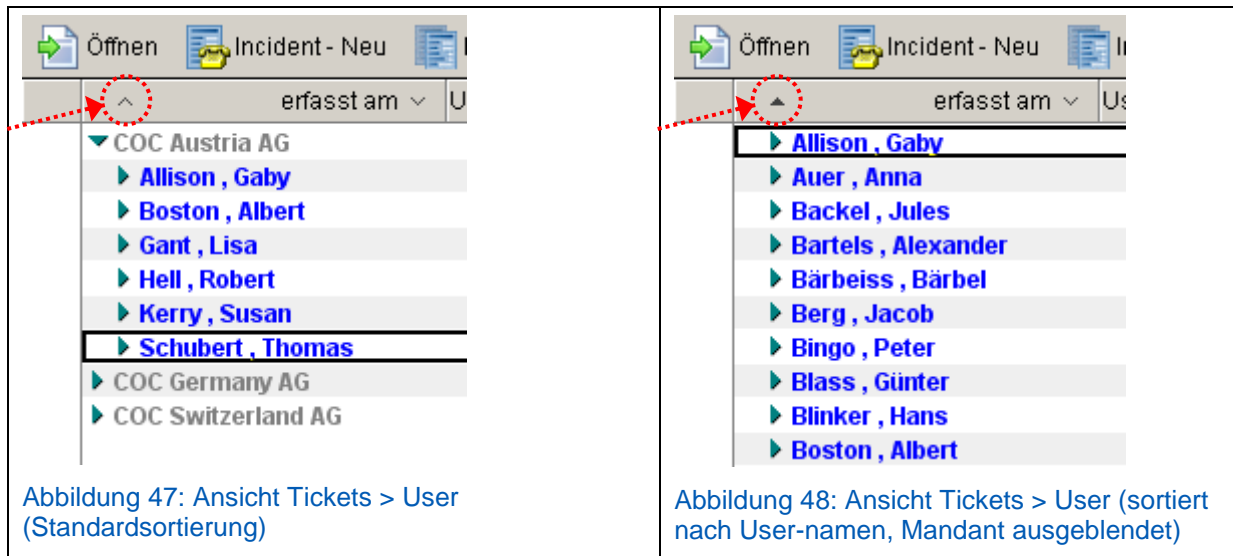 Öffnen Incident - Neu
erfasst am
COC Austria AG
Allison , Gaby
Boston , Albert
Gant , Lisa
Hell , Robert
Kerry , Susan
Schubert , Thomas
COC Germany AG
COC Switzerland AG
Abbildung 47: Ansicht Tickets > User
(Standardsortierung)
Öffnen Incident - Neu
erfasst am
Allison , Gaby
Auer , Anna
Backel , Jules
Bartels , Alexander
Bärbeiss , Bärbel
Berg , Jacob
Bingo , Peter
Blass , Günter
Blinker , Hans
Boston , Albert
Abbildung 48: Ansicht Tickets > User (sortiert
nach User-namen, Mandant ausgeblendet)